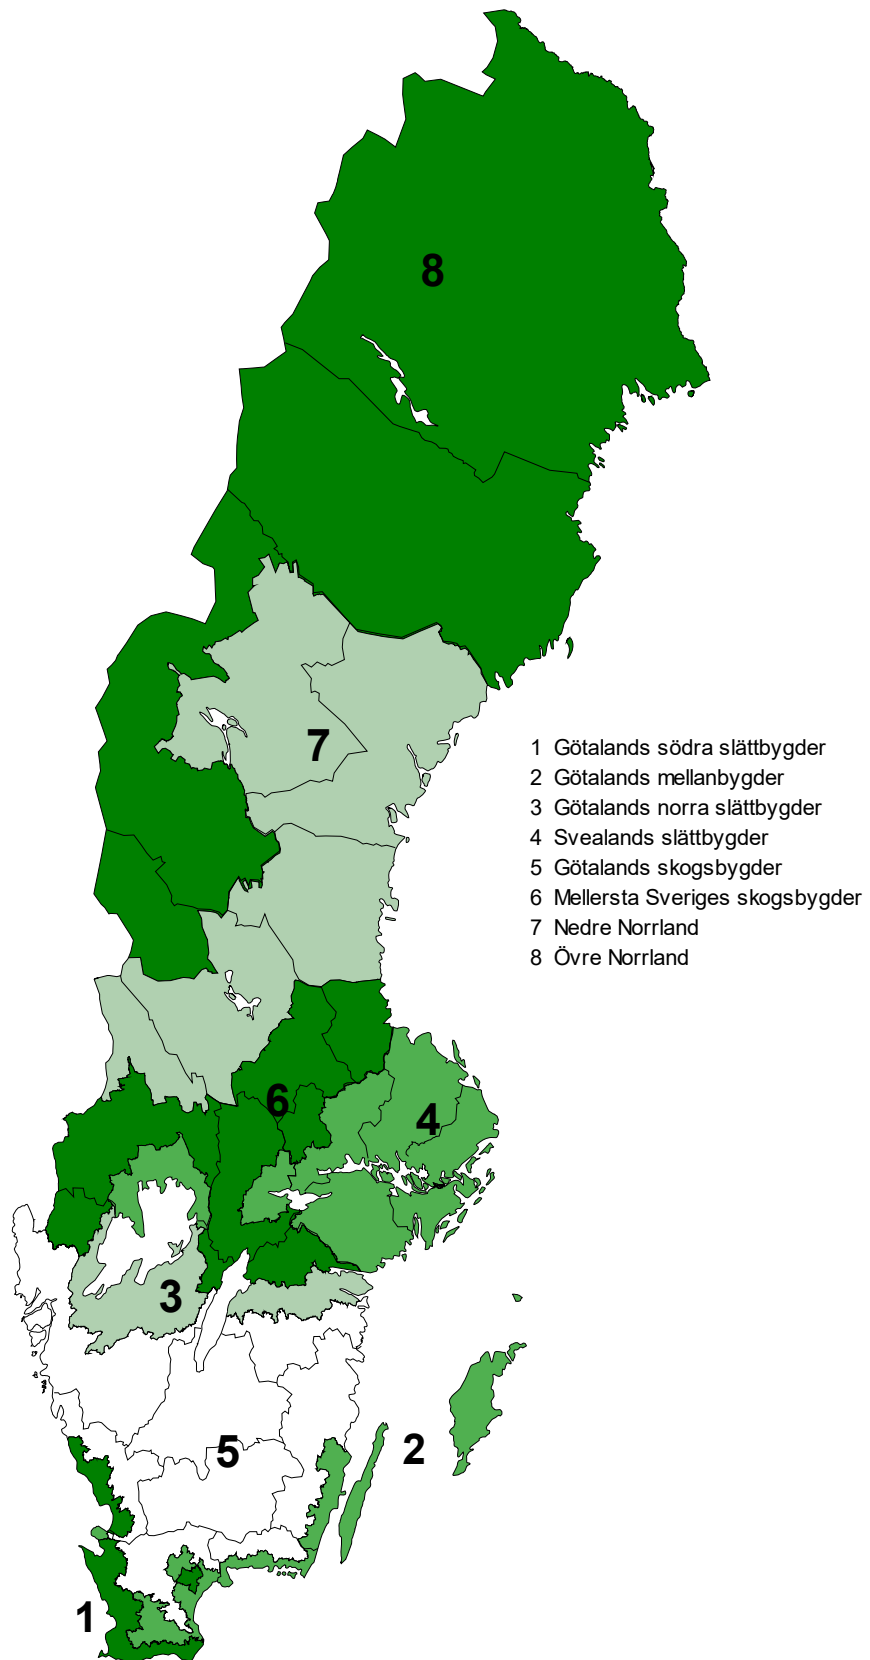 8
7
1 Götalands södra slättbygder
2 Götalands mellanbygder
3 Götalands norra slättbygder
4 Svealands slättbygder
5 Götalands skogsbygder
6 Mellersta Sveriges skogsbygder
7 Nedre Norrland
8 Övre Norrland
6
4
3
5
2
1